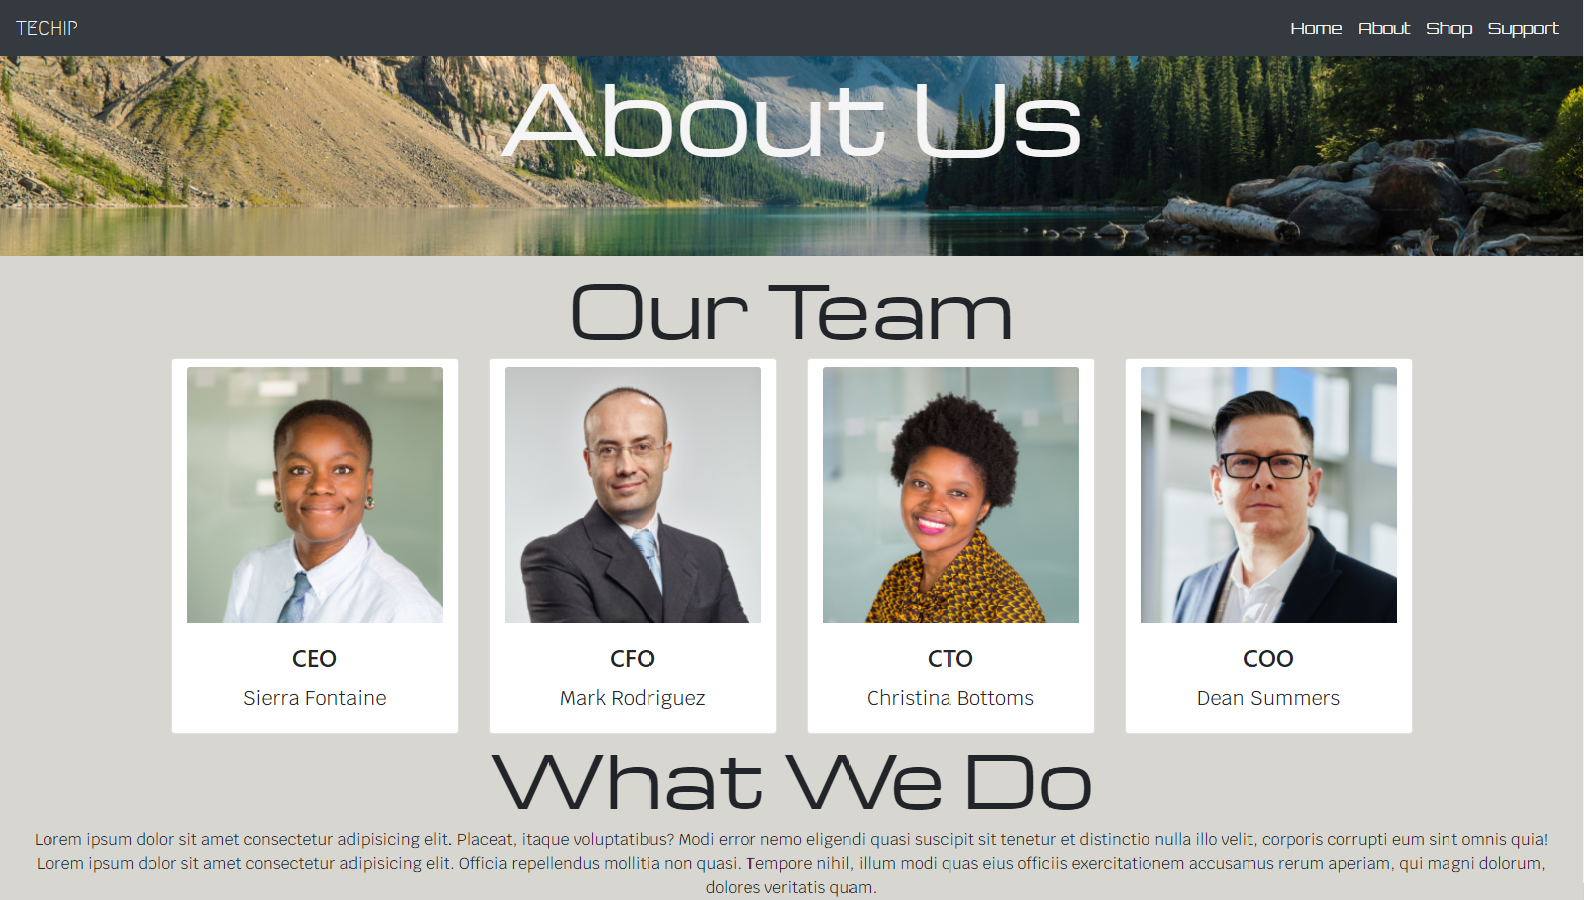 TECHIP
Home About Shop Support
About Us
Our Team
CEO
Sierra Fontaine
CFO
Mark Rodriguez
CTO
Christina Bottoms
COO
Dean Summers
What We Do
Lorem ipsum dolor sit amet consectetur adipisicing elit. Placeat, itaque voluptatibus? Modi error nemo eligendi quasi suscipit sit tenetur et distinctio nulla illo velit, corporis corrupti eum sint omnis quia!
Lorem ipsum dolor sit amet consectetur adipisicing elit. Officia repellendus mollitia non quasi. Tempore nihil, illum modi quas eius officiis exercitationem accusamus rerum aperiam, qui magni dolorum,
dolores veritatis quam.